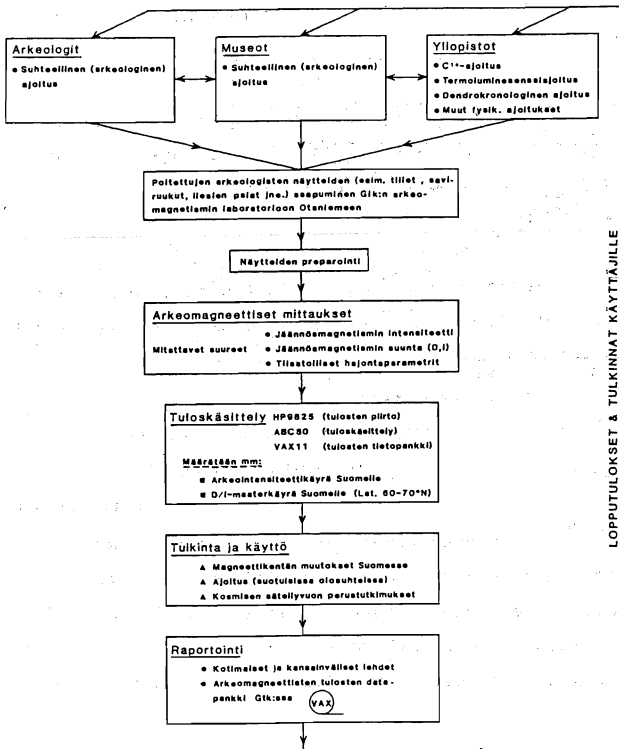 Arkeologit
• Suhteellinen (arkeologinen)
ajoitus
Museot
• Suhteellinen (arkeologinen)
ajoitus
Yliopistot
• C¹⁴-ajoitus
• Termoluminesenssiajoitus
• Dendrokronologinen ajoitus
• Muut fysik. ajoitukset
Poltettujen arkeologisten näytteiden (esim. tiilet, savi-
ruukut, liesien palat jne.) saapuminen Gtk:n arkeo-
magnetismin laboratorioon Otaniemeen
Näytteiden preparointi
Arkeomagneettiset mittaukset
Mitattavat suureet
• Jäännösmagnetismin intensiteetti
• Jäännösmagnetismin suunta (D,I)
• Tilastolliset hajontaparametrit
Tuloskäsittely HP9825 (tulosten piirto)
ABC80 (tuloskäsittely)
VAX11 (tulosten tietopankki)
Määrätään mm:
■ Arkeointensiteettikäyrä Suomelle
■ D/I-masterkäyrä Suomelle (Lat. 60-70°N)
Tulkinta ja käyttö
▲ Magneettikentän muutokset Suomessa
▲ Ajoitus (suotuisissa olosuhteissa)
▲ Kosmisen säteilyvuon perustutkimukset
Raportointi
• Kotimaiset ja kansainväliset lehdet
• Arkeomagneettisten tulosten data-
pankki Gtk:ssa VAX
LOPPUTULOKSET & TULKINNAT KÄYTTÄJILLE